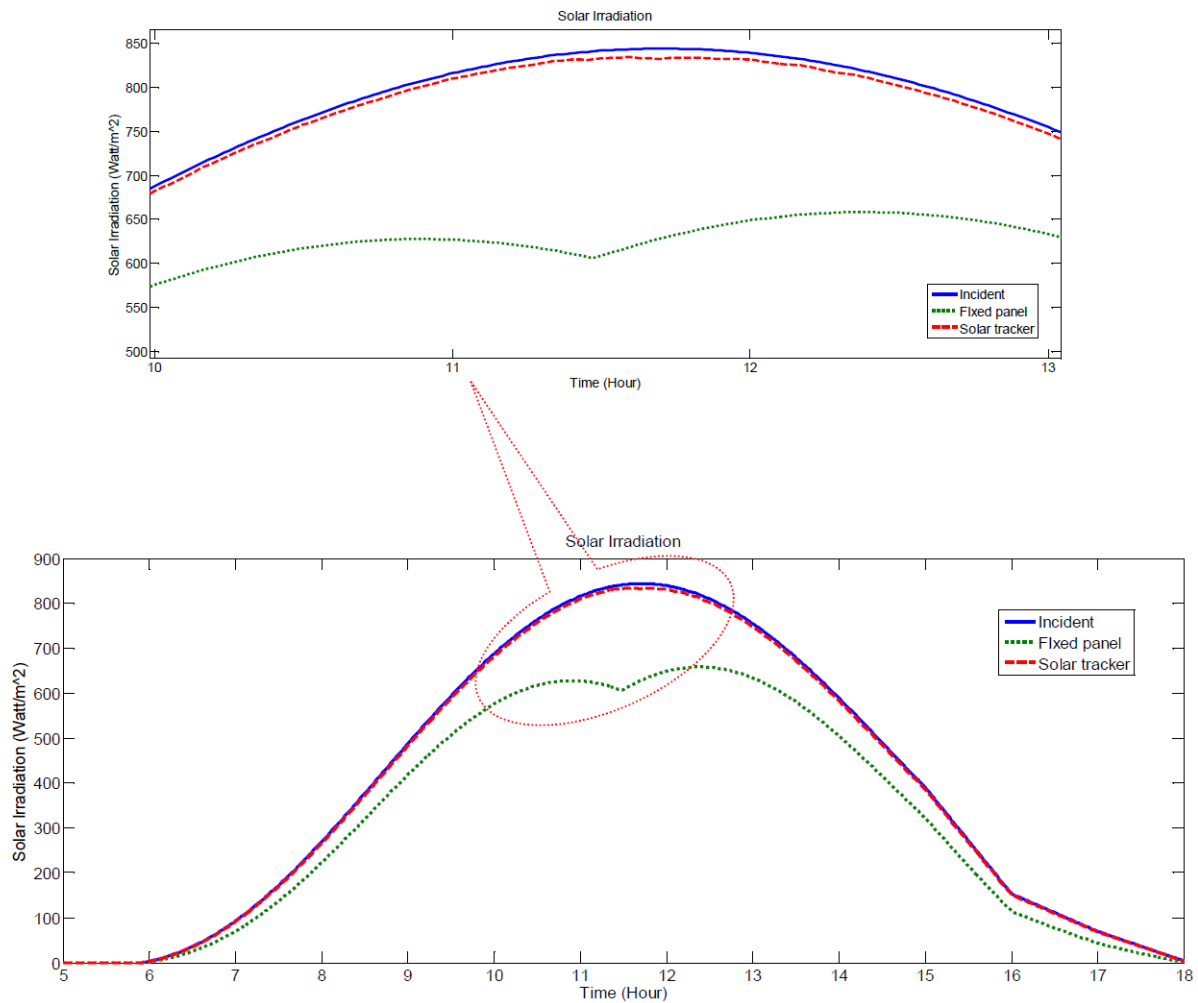 Solar Irradiation
850
800
750
700
650
600
550
500
Solar Irradiation (Watt/m^2)
Incident
FIxed panel
Solar tracker
10 11 12 13
Time (Hour)
Solar Irradiation
900
800
700
600
500
400
300
200
100
0
Solar Irradiation (Watt/m^2)
Incident
FIxed panel
Solar tracker
5 6 7 8 9 10 11 12 13 14 15 16 17 18
Time (Hour)